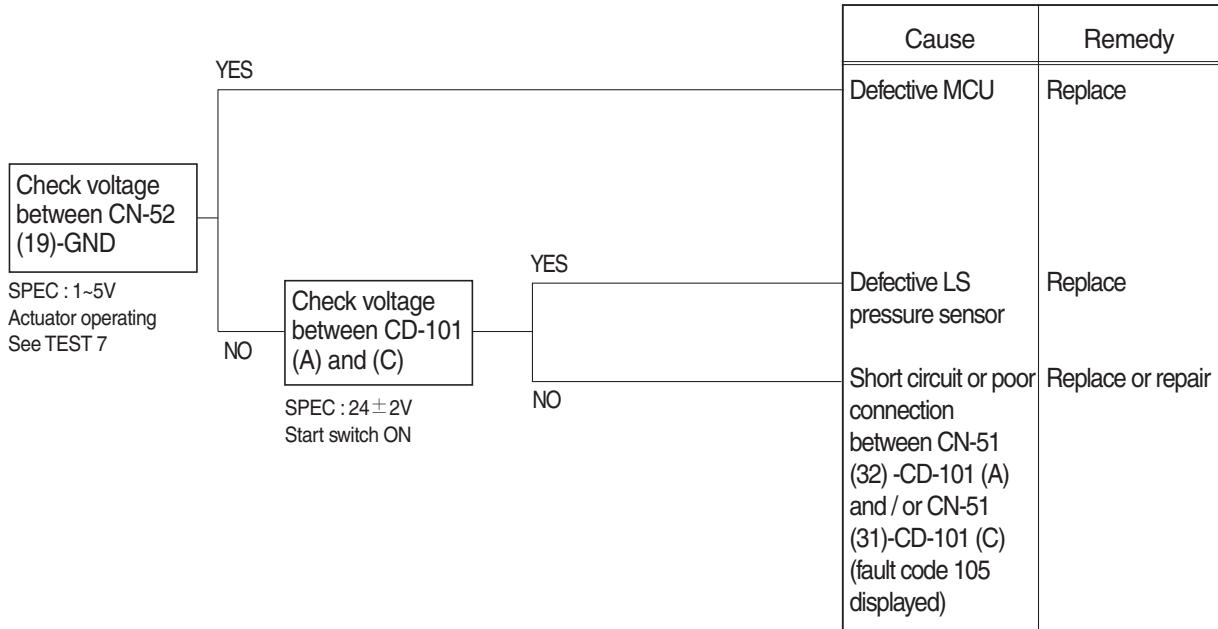 Cause
Remedy
YES
Defective MCU
Replace
Check voltage
between CN-52
(19)-GND
SPEC : 1~5V
Actuator operating
See TEST 7
NO
Check voltage
between CD-101
(A) and (C)
SPEC : 24±2V
Start switch ON
YES
Defective LS
pressure sensor
Replace
NO
Short circuit or poor
connection
between CN-51
(32) -CD-101 (A)
and / or CN-51
(31)-CD-101 (C)
(fault code 105
displayed)
Replace or repair